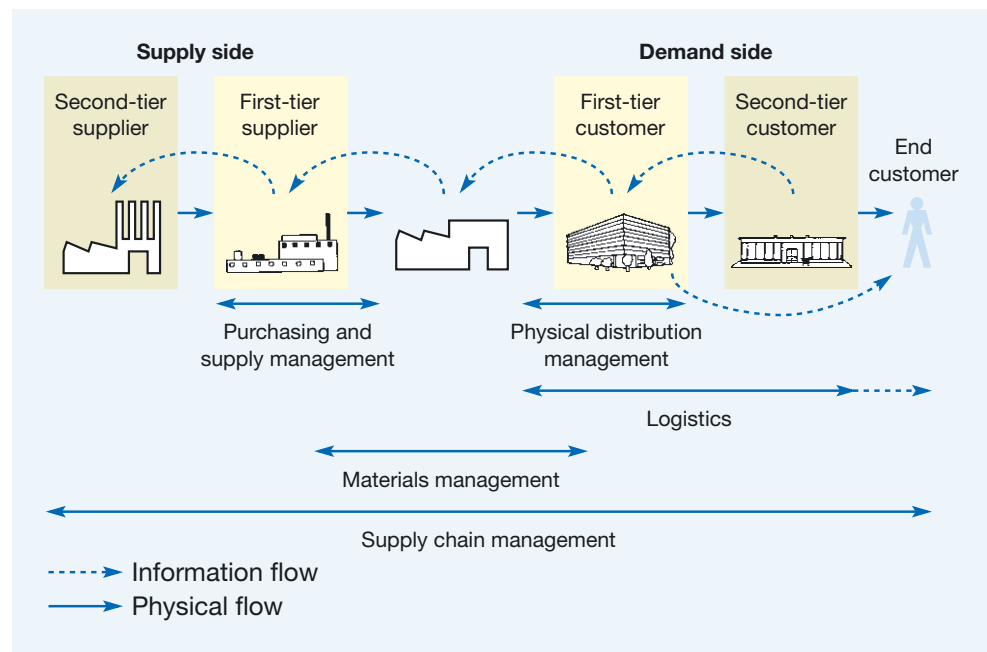 Supply side
Demand side
Second-tier
supplier
First-tier
supplier
First-tier
customer
Second-tier
customer
End
customer
Purchasing and
supply management
Physical distribution
management
Logistics
Materials management
Supply chain management
Information flow
Physical flow